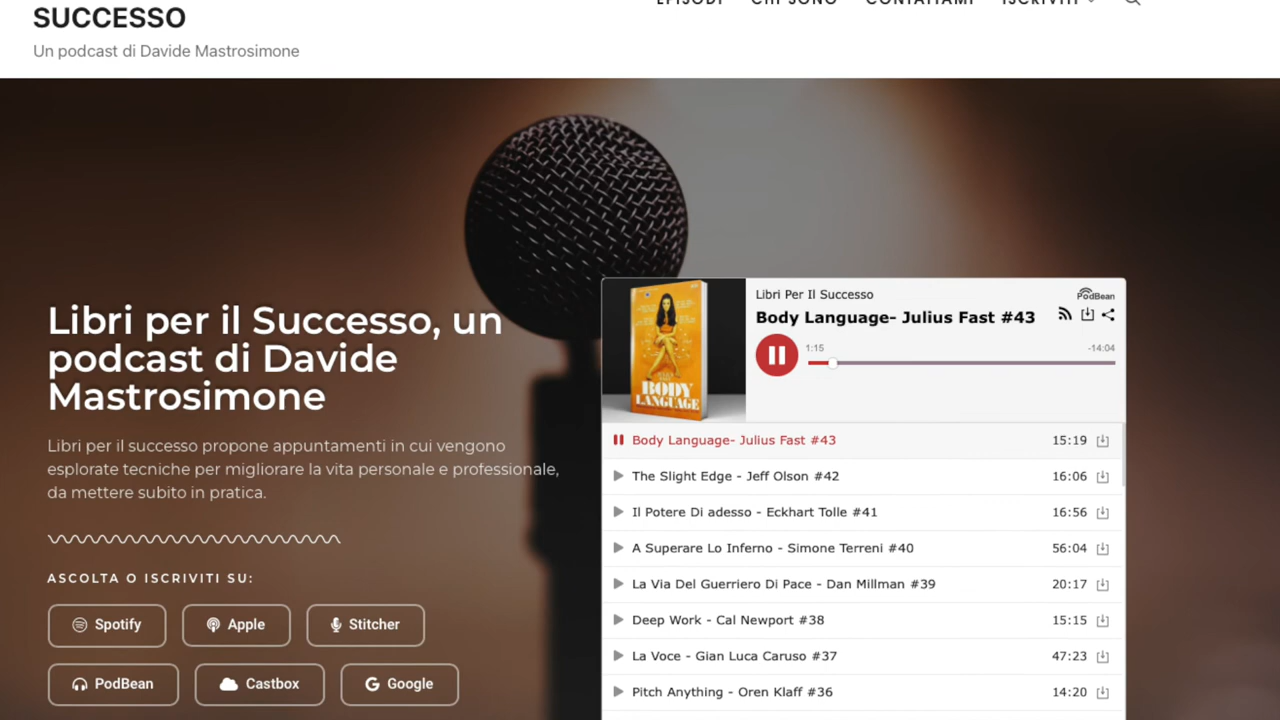 EPISODI CHI SONO CONTATTAMI ISCRIVITI
SUCCESSO
Un podcast di Davide Mastrosimone
Libri per il Successo, un
podcast di Davide
Mastrosimone
Libri per il successo propone appuntamenti in cui vengono
esplorate tecniche per migliorare la vita personale e professionale,
da mettere subito in pratica.
ASCOLTA O ISCRIVITI SU:
Spotify Apple Stitcher
PodBean Castbox Google
BODY
LANGUAGE
Libri Per Il Successo
PodBean
Body Language- Julius Fast #43
1:15 -14:04
Body Language- Julius Fast #43 15:19
The Slight Edge - Jeff Olson #42 16:06
Il Potere Di adesso - Eckhart Tolle #41 16:56
A Superare Lo Inferno - Simone Terreni #40 56:04
La Via Del Guerriero Di Pace - Dan Millman #39 20:17
Deep Work - Cal Newport #38 15:15
La Voce - Gian Luca Caruso #37 47:23
Pitch Anything - Oren Klaff #36 14:20